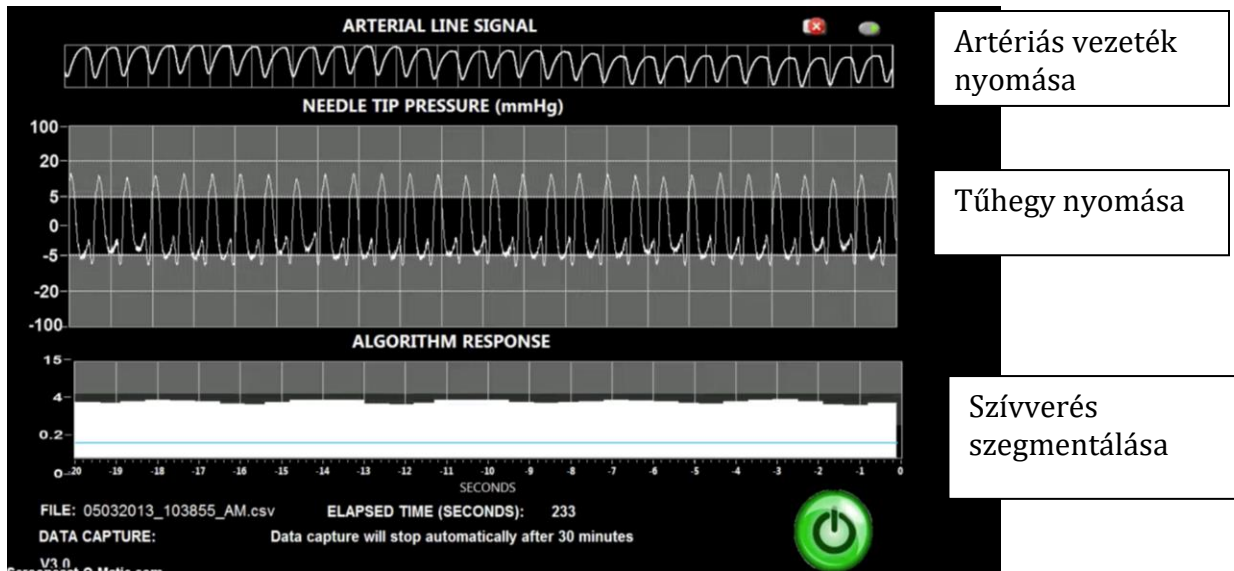 ARTERIAL LINE SIGNAL
Artériás vezeték
nyomása
NEEDLE TIP PRESSURE (mmHg)
100
20
5
0
-5
-20
-100
Tűhegy nyomása
ALGORITHM RESPONSE
15
4
0.2
0
-20 -19 -18 -17 -16 -15 -14 -13 -12 -11 -10 -9 -8 -7 -6 -5 -4 -3 -2 -1 0
SECONDS
Szívverés
szegmentálása
FILE: 05032013_103855_AM.csv ELAPSED TIME (SECONDS): 233
DATA CAPTURE: Data capture will stop automatically after 30 minutes
V3.0